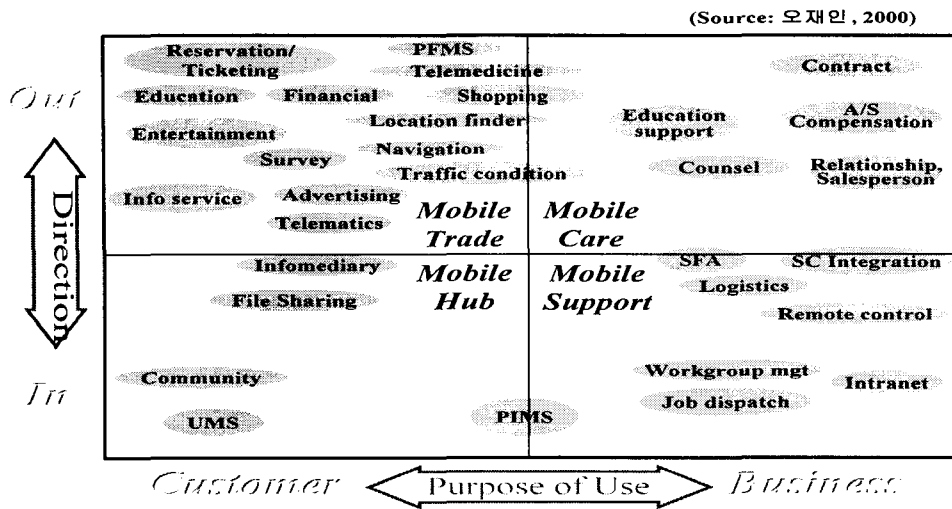 (Source: 오재인, 2000)
Reservation/
Ticketing
PFMS
Telemedicine
Contract
Out
Education
Financial
Shopping
Location finder
Education
support
A/S
Compensation
Entertainment
Survey
Navigation
Traffic condition
Counsel
Relationship,
Salesperson
Info service
Advertising
Telematics
Mobile
Trade
Mobile
Care
Direction
Infomediary
File Sharing
Mobile
Hub
Mobile
Support
SFA
SC Integration
Logistics
Remote control
In
Community
UMS
PIMS
Workgroup mgt
Job dispatch
Intranet
Customer
Purpose of Use
Business